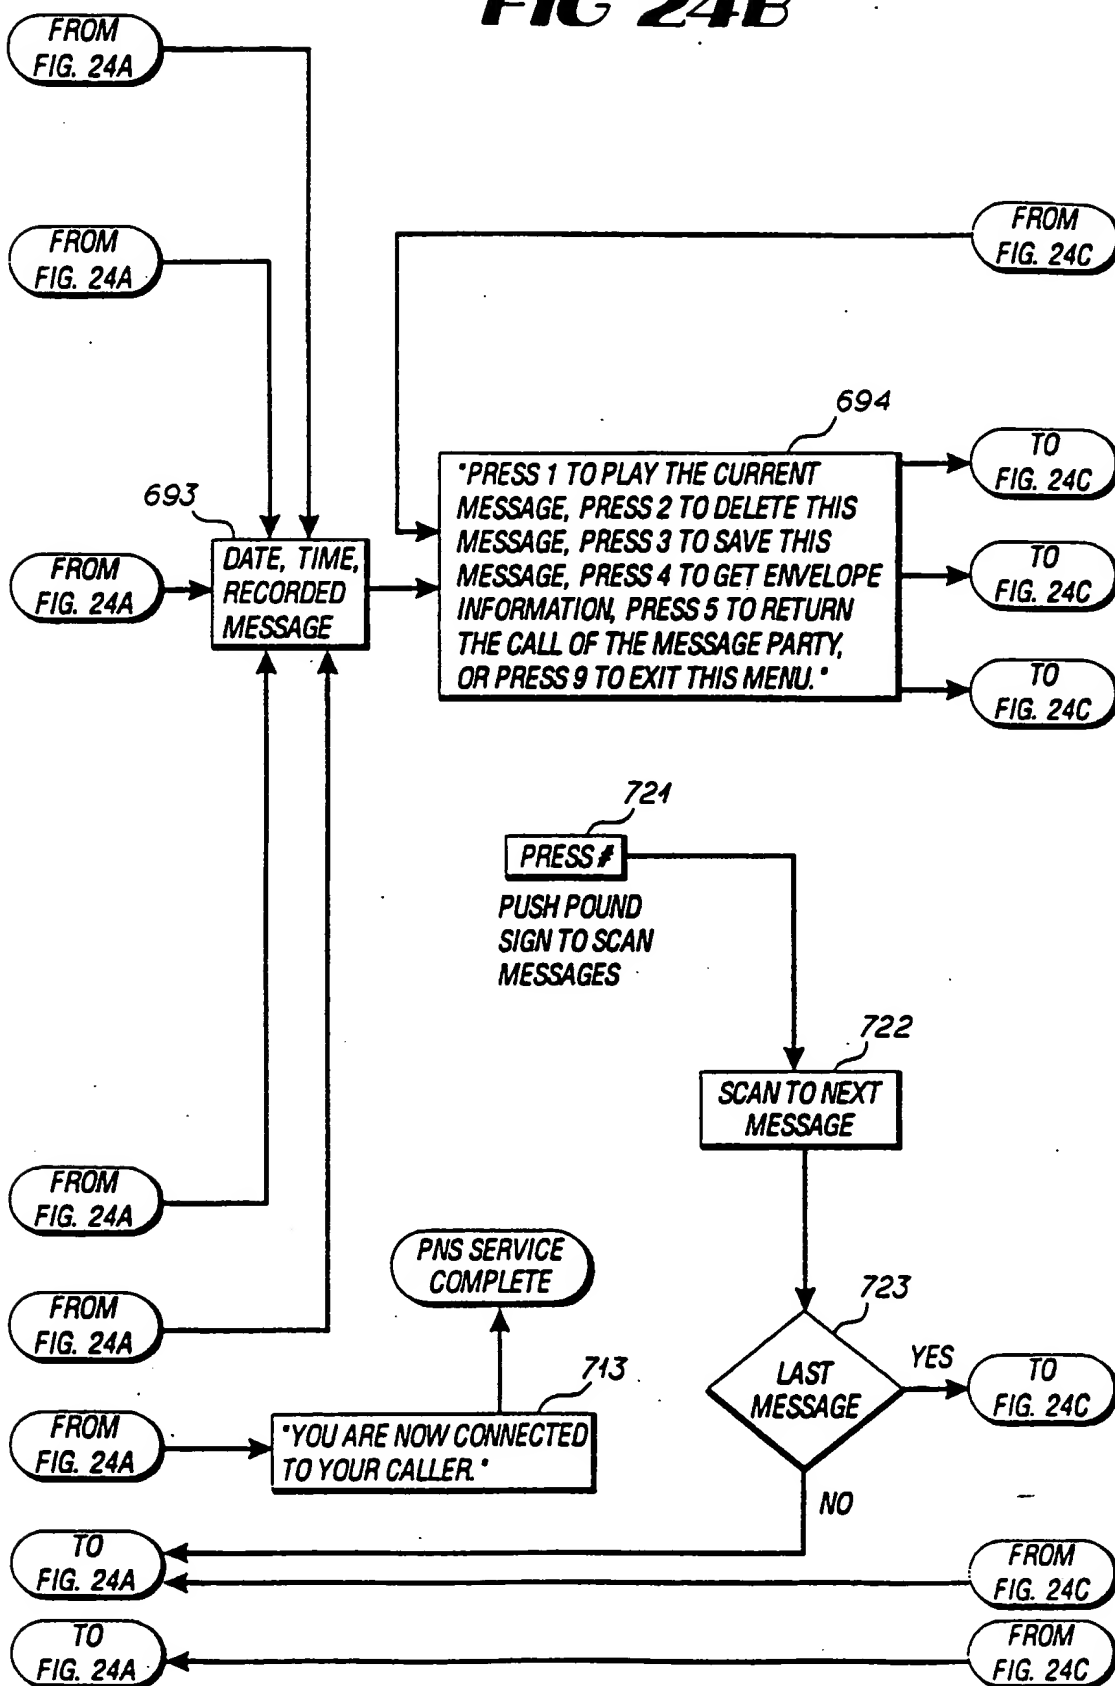 FIG 24B
FROM
FIG. 24A
FROM
FIG. 24A
FROM
FIG. 24C
694
"PRESS 1 TO PLAY THE CURRENT
MESSAGE, PRESS 2 TO DELETE THIS
MESSAGE, PRESS 3 TO SAVE THIS
MESSAGE, PRESS 4 TO GET ENVELOPE
INFORMATION, PRESS 5 TO RETURN
THE CALL OF THE MESSAGE PARTY,
OR PRESS 9 TO EXIT THIS MENU."
TO
FIG. 24C
TO
FIG. 24C
TO
FIG. 24C
693
FROM
FIG. 24A
DATE, TIME,
RECORDED
MESSAGE
721
PRESS #
PUSH POUND
SIGN TO SCAN
MESSAGES
722
SCAN TO NEXT
MESSAGE
FROM
FIG. 24A
PNS SERVICE
COMPLETE
FROM
FIG. 24A
723
LAST
MESSAGE
YES
TO
FIG. 24C
713
FROM
FIG. 24A
"YOU ARE NOW CONNECTED
TO YOUR CALLER."
NO
TO
FIG. 24A
FROM
FIG. 24C
TO
FIG. 24A
FROM
FIG. 24C